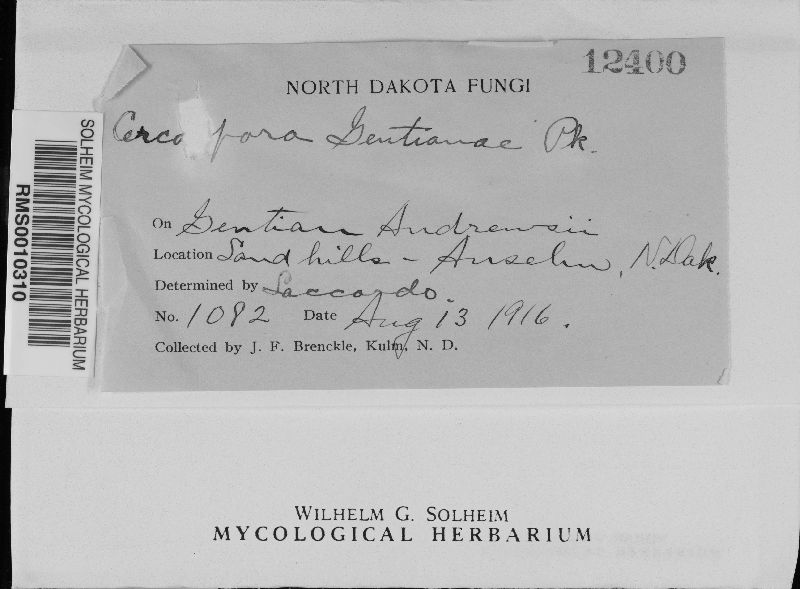 12400
NORTH DAKOTA FUNGI
Cercospora Gentianae Pk.
On Gentian Andrewsii
Location Sand hills - Anselm, N. Dak.
Determined by Saccardo.
No. 1092 Date Aug 13 1916.
Collected by J. F. Brenckle, Kulm, N. D.
SOLHEIM MYCOLOGICAL HERBARIUM
RMS0010310
WILHELM G. SOLHEIM
MYCOLOGICAL HERBARIUM